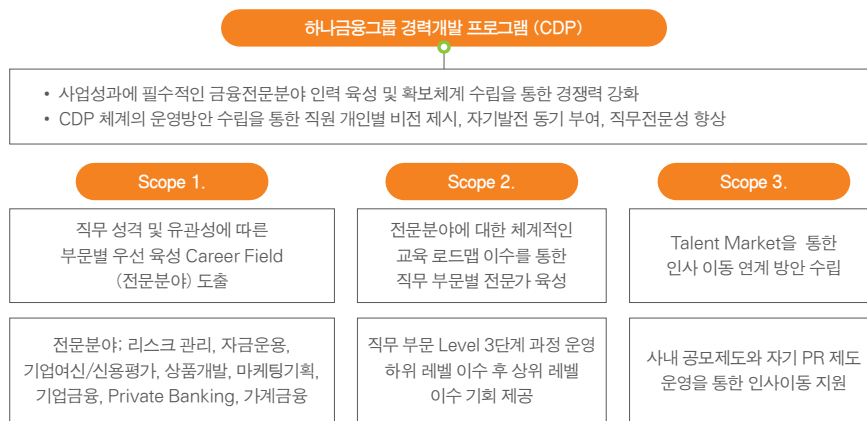 하나금융그룹 경력개발 프로그램 (CDP)
• 사업성과에 필수적인 금융전문분야 인력 육성 및 확보체계 수립을 통한 경쟁력 강화
• CDP 체계의 운영방안 수립을 통한 직원 개인별 비전 제시, 자기발전 동기 부여, 직무전문성 향상
Scope 1.
직무 성격 및 유관성에 따른
부문별 우선 육성 Career Field
(전문분야) 도출
전문분야; 리스크 관리, 자금운용,
기업여신/신용평가, 상품개발, 마케팅기획,
기업금융, Private Banking, 가계금융
Scope 2.
전문분야에 대한 체계적인
교육 로드맵 이수를 통한
직무 부문별 전문가 육성
직무 부문 Level 3단계 과정 운영
하위 레벨 이수 후 상위 레벨
이수 기회 제공
Scope 3.
Talent Market을 통한
인사 이동 연계 방안 수립
사내 공모제도와 자기 PR 제도
운영을 통한 인사이동 지원